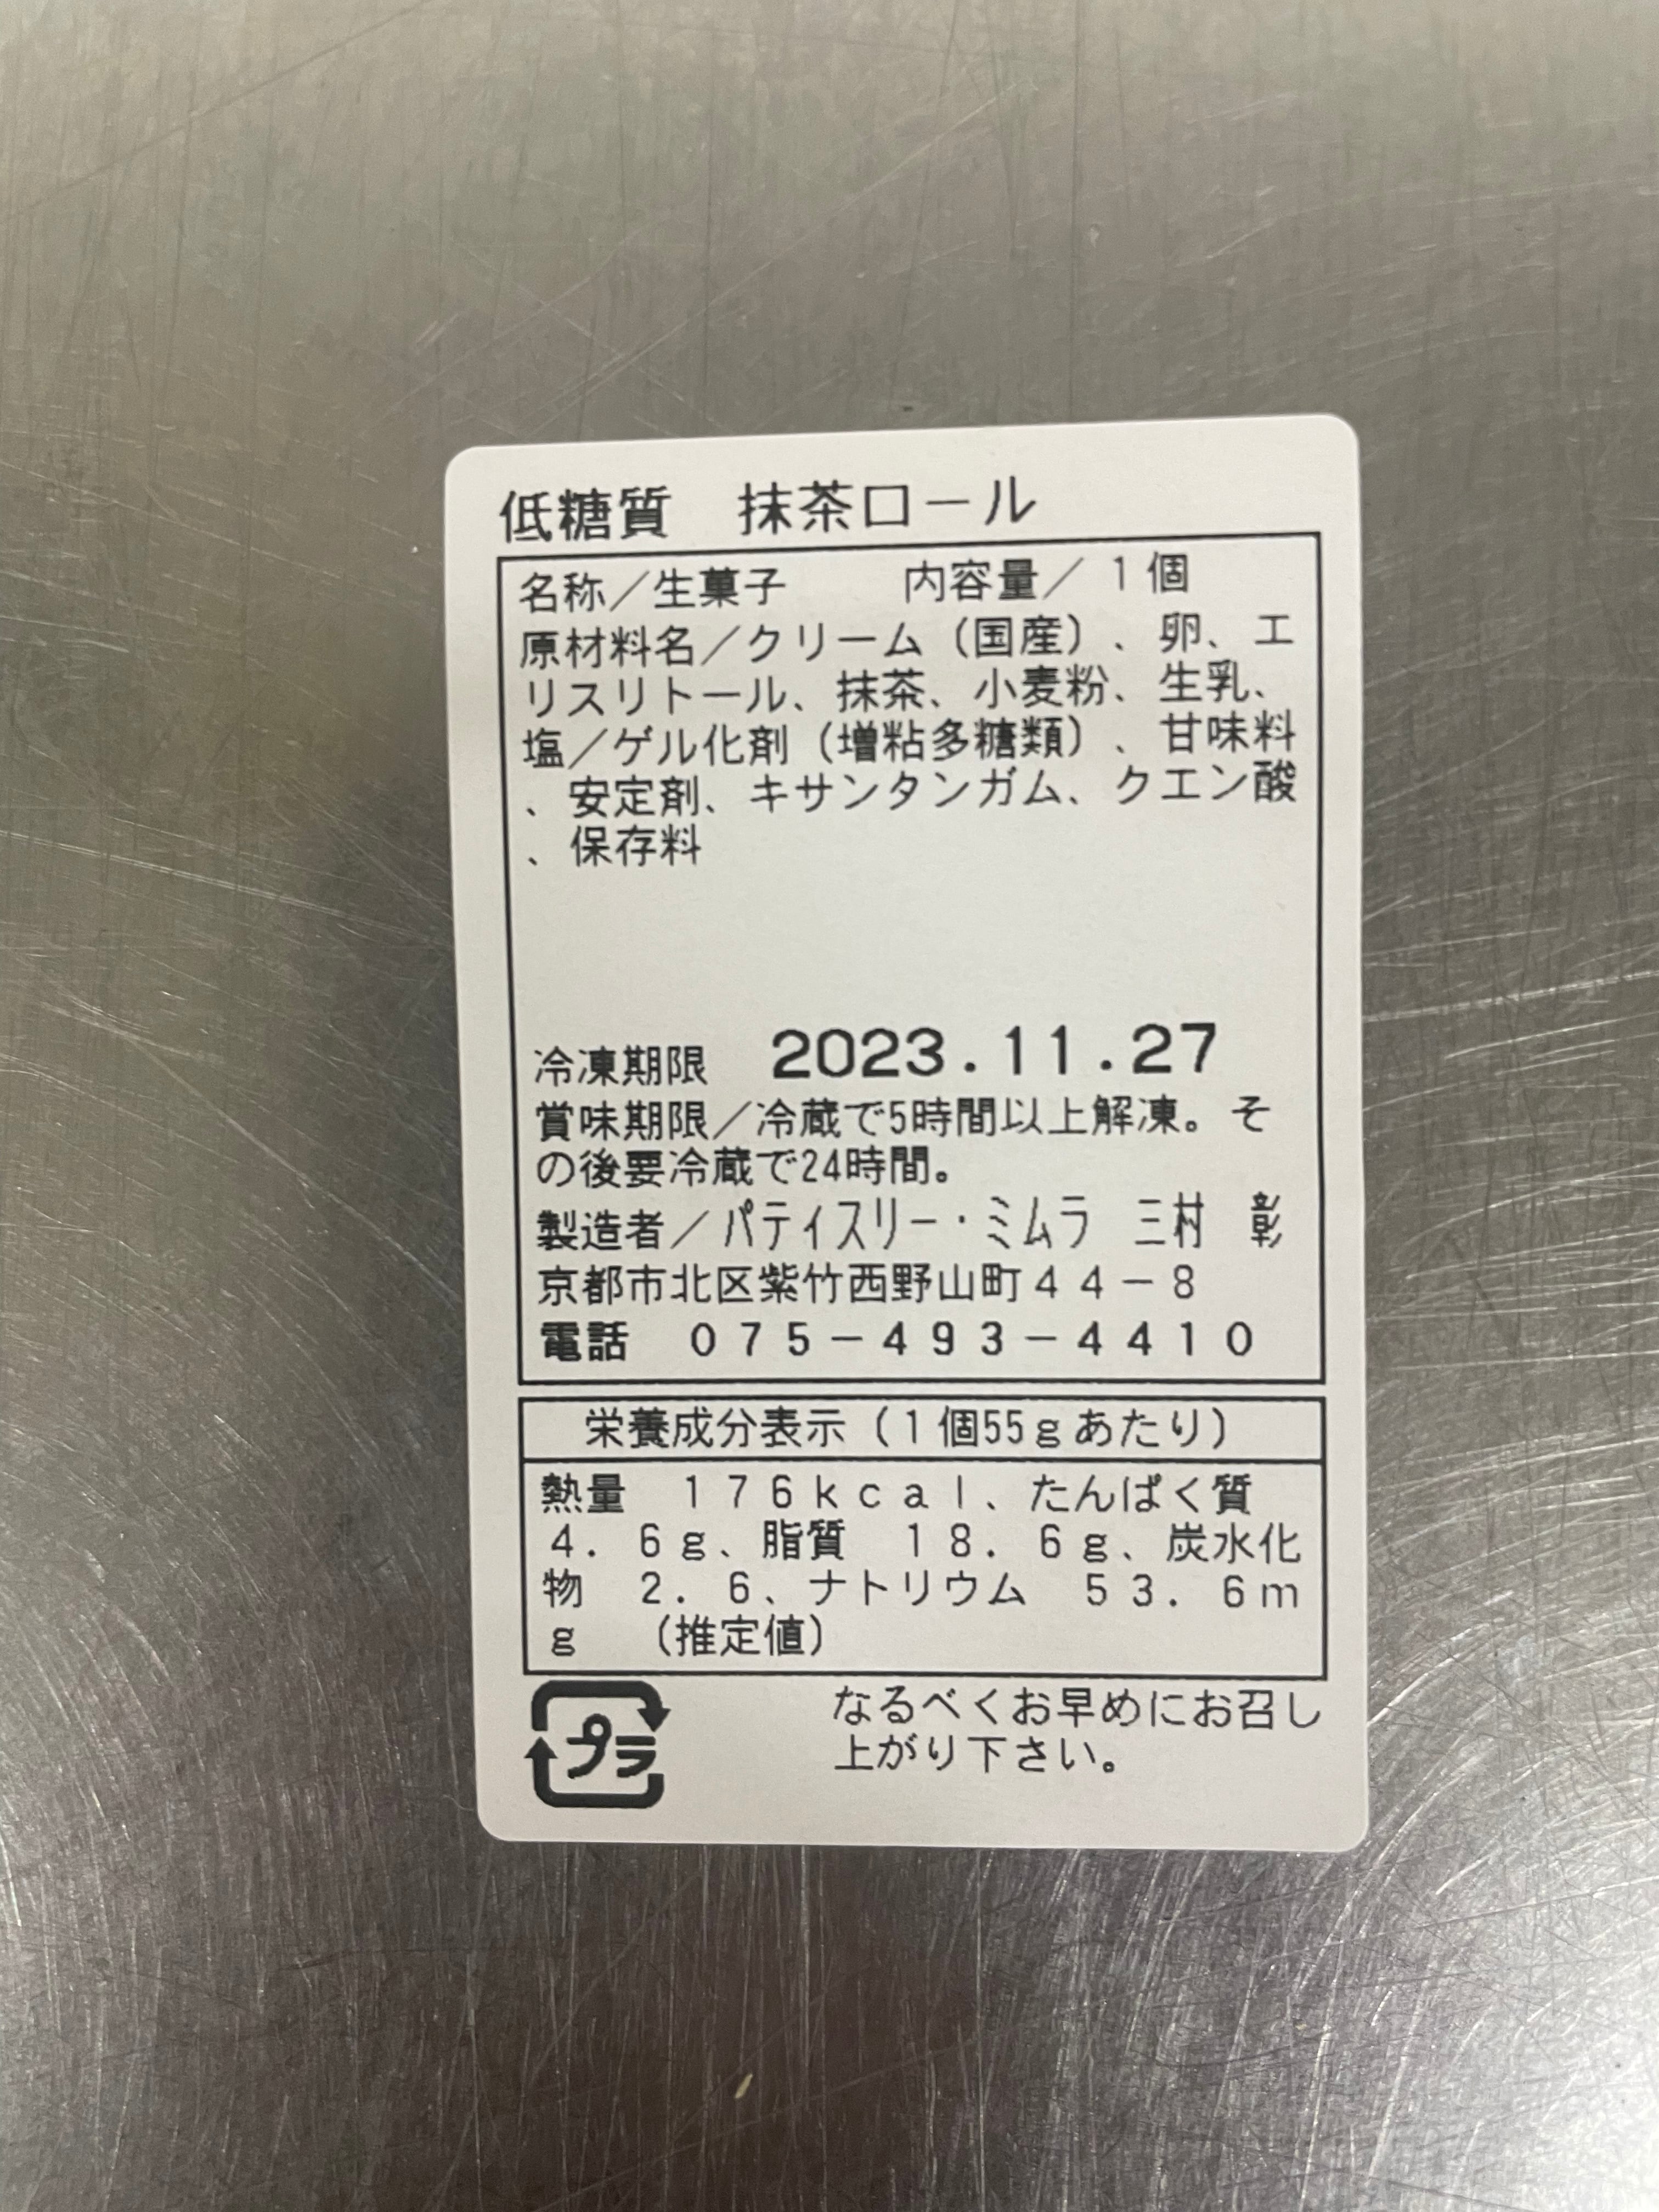 低糖質　抹茶ロール
名称／生菓子　　内容量／１個
原材料名／クリーム（国産）、卵、エ
リスリトール、抹茶、小麦粉、生乳、
塩／ゲル化剤（増粘多糖類）、甘味料
、安定剤、キサンタンガム、クエン酸
、保存料
冷凍期限　2023.11.27
賞味期限／冷蔵で5時間以上解凍。そ
の後要冷蔵で24時間。
製造者／パティスリー・ミムラ　三村　彰
京都市北区紫竹西野山町４４－８
電話　０７５－４９３－４４１０
栄養成分表示（１個55ｇあたり）
熱量　１７６ｋｃａｌ、たんぱく質
４．６ｇ、脂質　１８．６ｇ、炭水化
物　２．６、ナトリウム　５３．６ｍ
ｇ　（推定値）
プラ
なるべくお早めにお召し
上がり下さい。